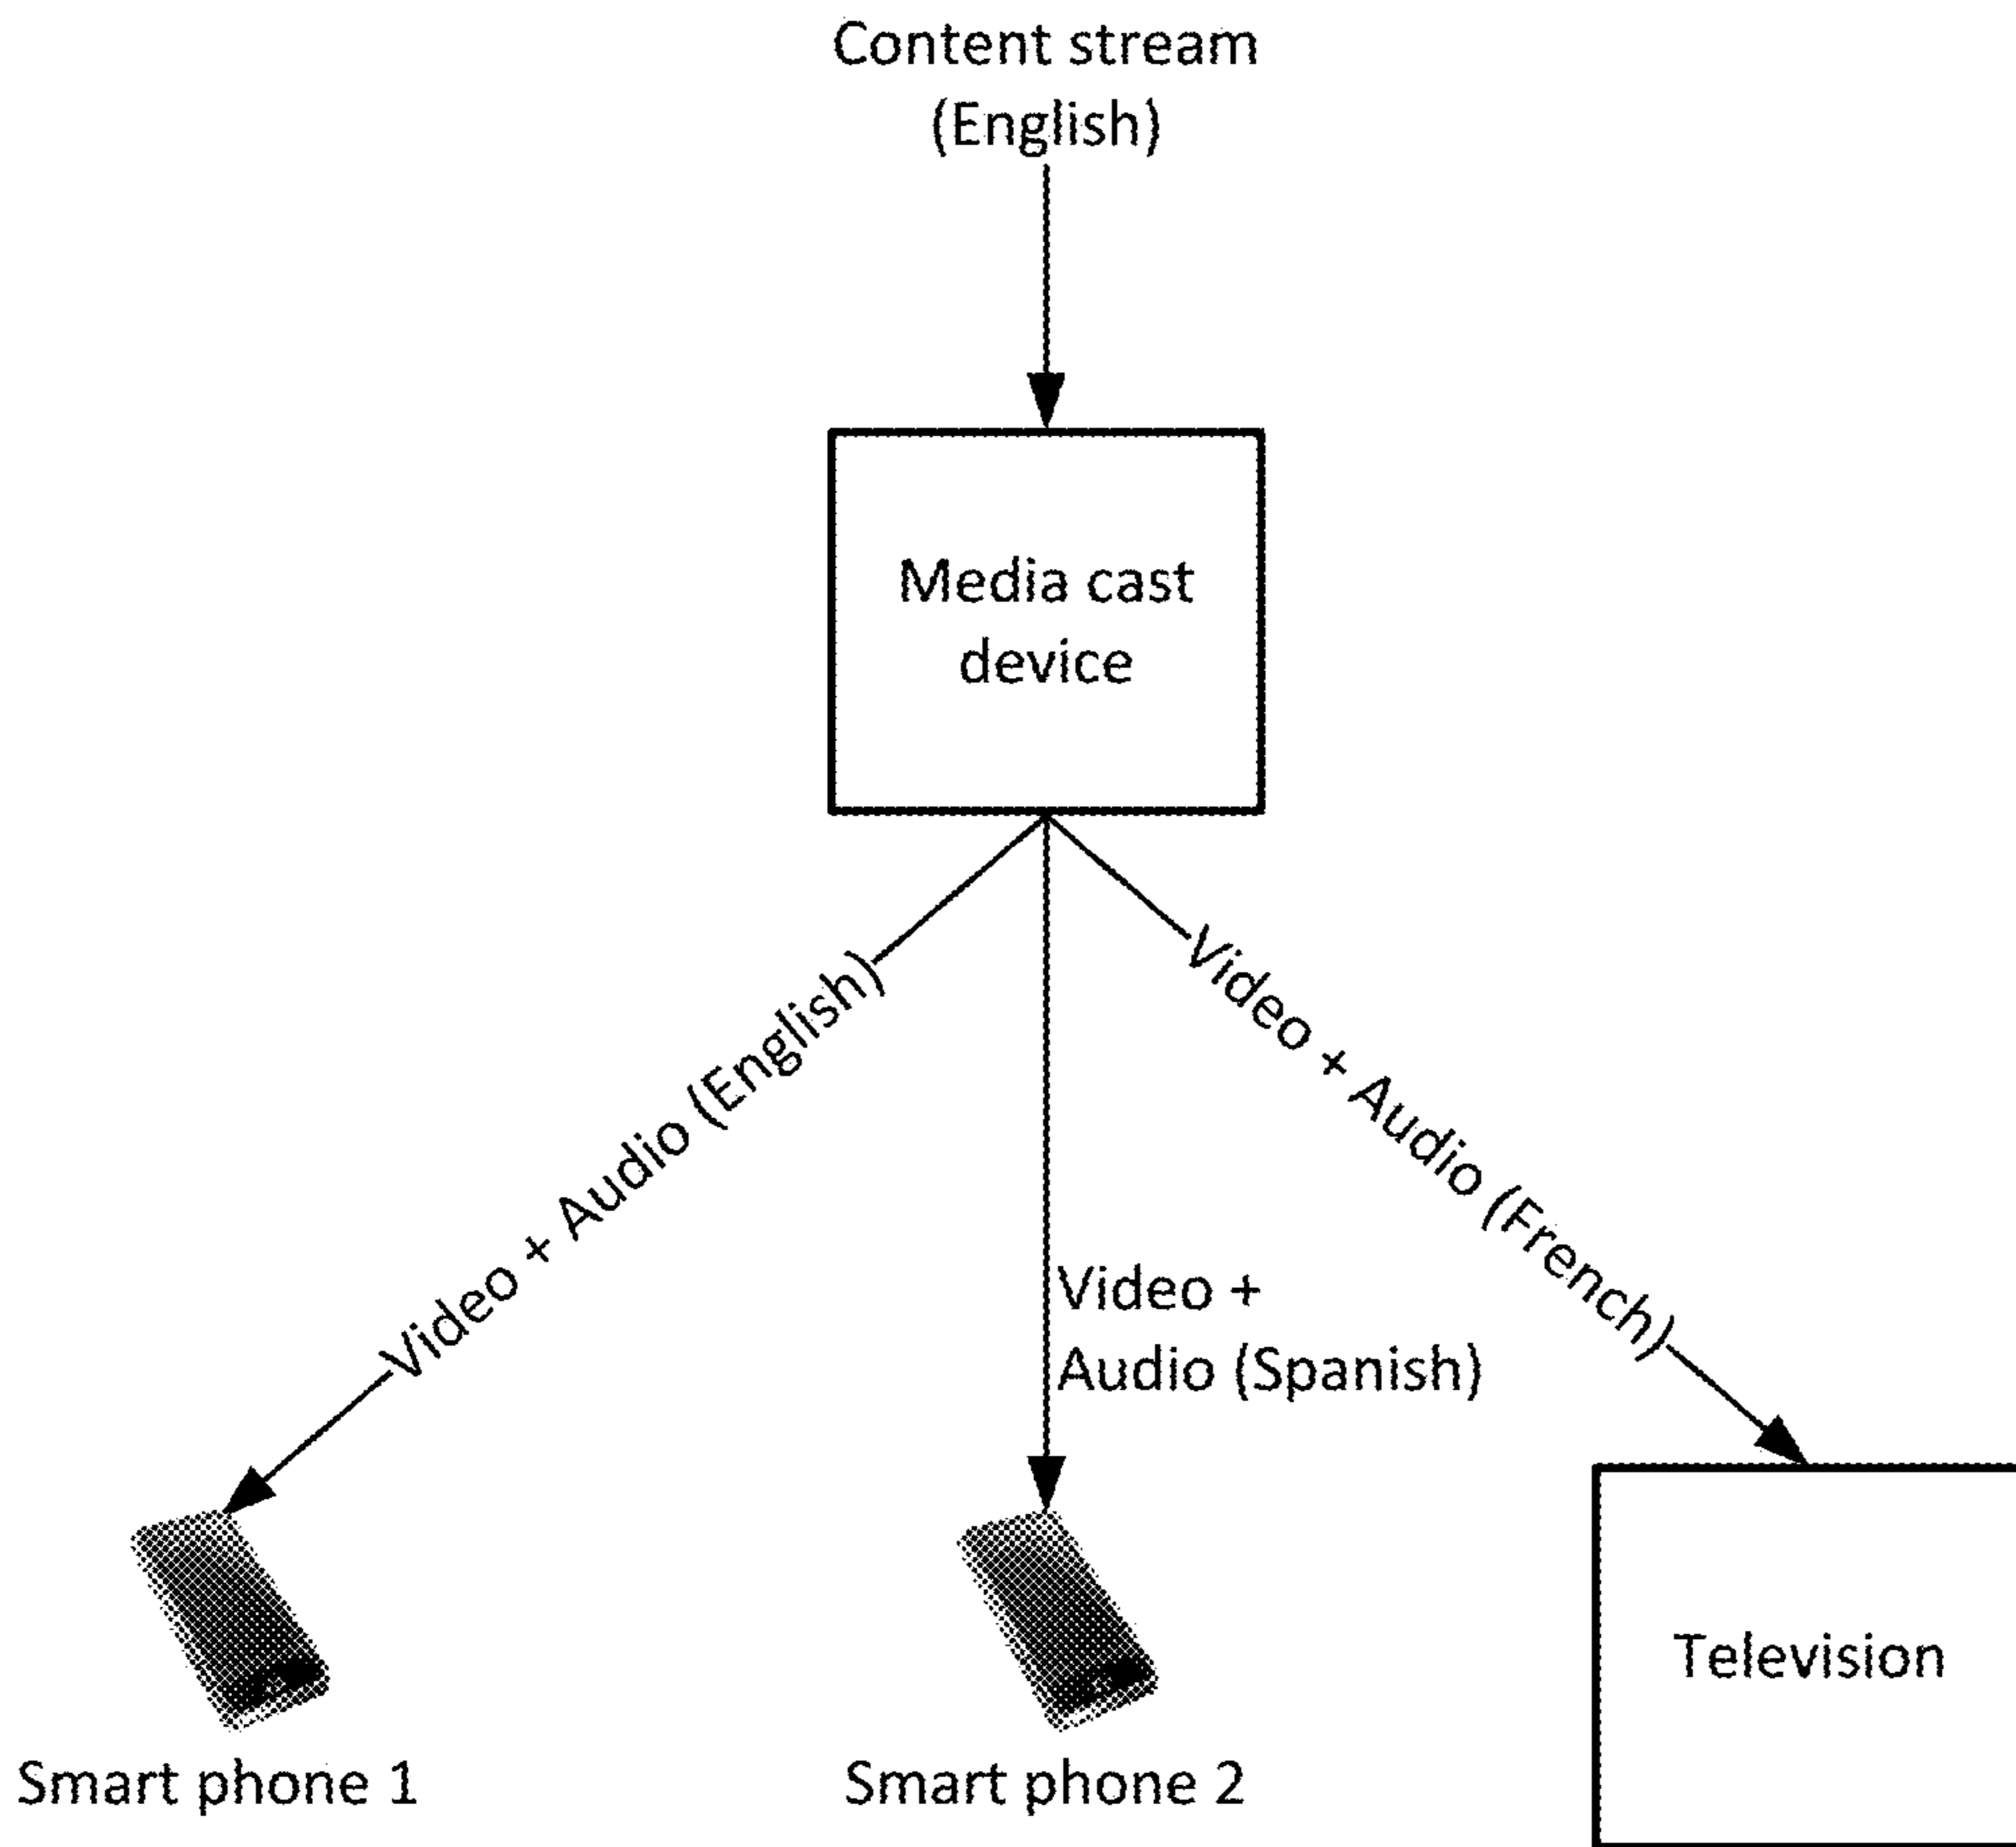 Content stream
(English)
Media cast
device
Video + Audio (English)
Video +
Audio (Spanish)
Video + Audio (French)
Smart phone 1
Smart phone 2
Television